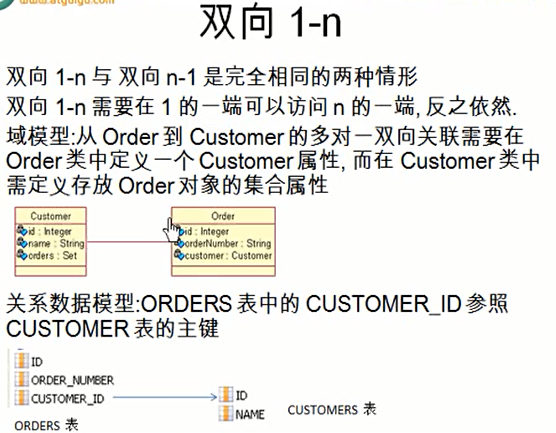 www.atguigu.com
双向 1-n
双向 1-n 与 双向 n-1 是完全相同的两种情形
双向 1-n 需要在 1 的一端可以访问 n 的一端, 反之依然.
域模型:从 Order 到 Customer 的多对一双向关联需要在
Order 类中定义一个 Customer 属性, 而在 Customer 类中
需定义存放 Order 对象的集合属性
Customer
id : Integer
name : String
orders : Set
Order
id : Integer
orderNumber : String
customer : Customer
关系数据模型:ORDERS 表中的 CUSTOMER_ID 参照
CUSTOMER 表的主键
ID
ORDER_NUMBER
CUSTOMER_ID
ORDERS 表
ID
NAME
CUSTOMERS 表